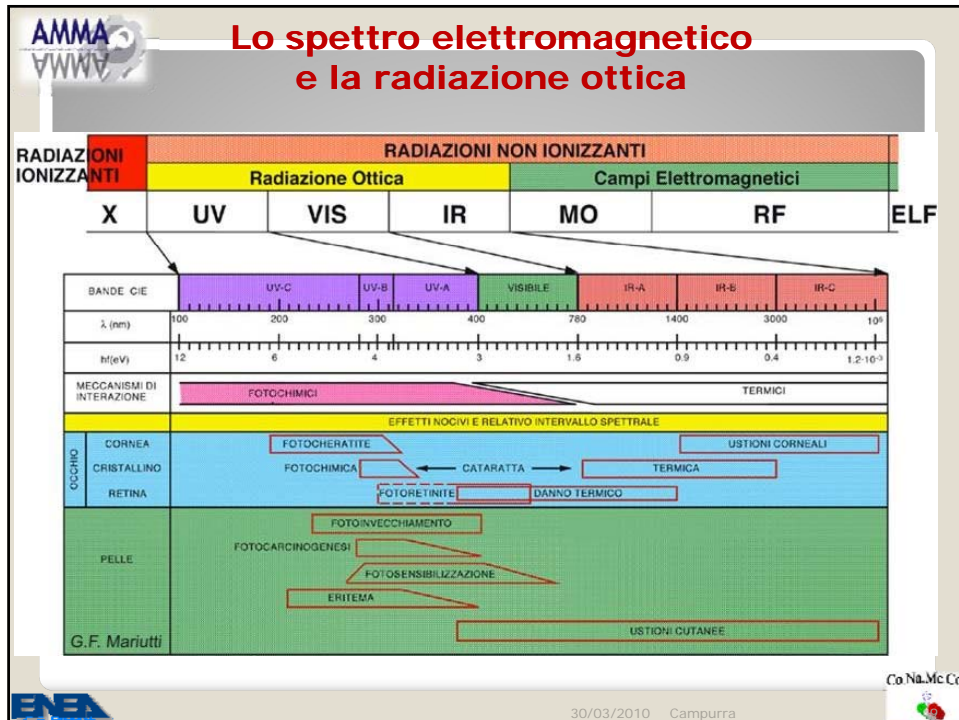 AMMA
Lo spettro elettromagnetico
e la radiazione ottica
RADIAZIONI IONIZZANTI
RADIAZIONI NON IONIZZANTI
Radiazione Ottica
Campi Elettromagnetici
X UV VIS IR MO RF ELF
BANDE CIE UV-C UV-B UV-A VISIBILE IR-A IR-B IR-C
λ (nm) 100 200 300 400 780 1400 3000 10⁶
hf(eV) 12 6 4 3 1.6 0.9 0.4 1.2·10⁻³
MECCANISMI DI
INTERAZIONE
FOTOCHIMICI
TERMICI
EFFETTI NOCIVI E RELATIVO INTERVALLO SPETTRALE
OCCHIO
CORNEA FOTOCHERATITE USTIONI CORNEALI
CRISTALLINO FOTOCHIMICA CATARATTA TERMICA
RETINA FOTORETINITE DANNO TERMICO
PELLE
FOTOINVECCHIAMENTO
FOTOCARCINOGENESI
FOTOSENSIBILIZZAZIONE
ERITEMA
USTIONI CUTANEE
G.F. Mariutti
Co.Na.Me.Co
ENEA
30/03/2010 Campurra